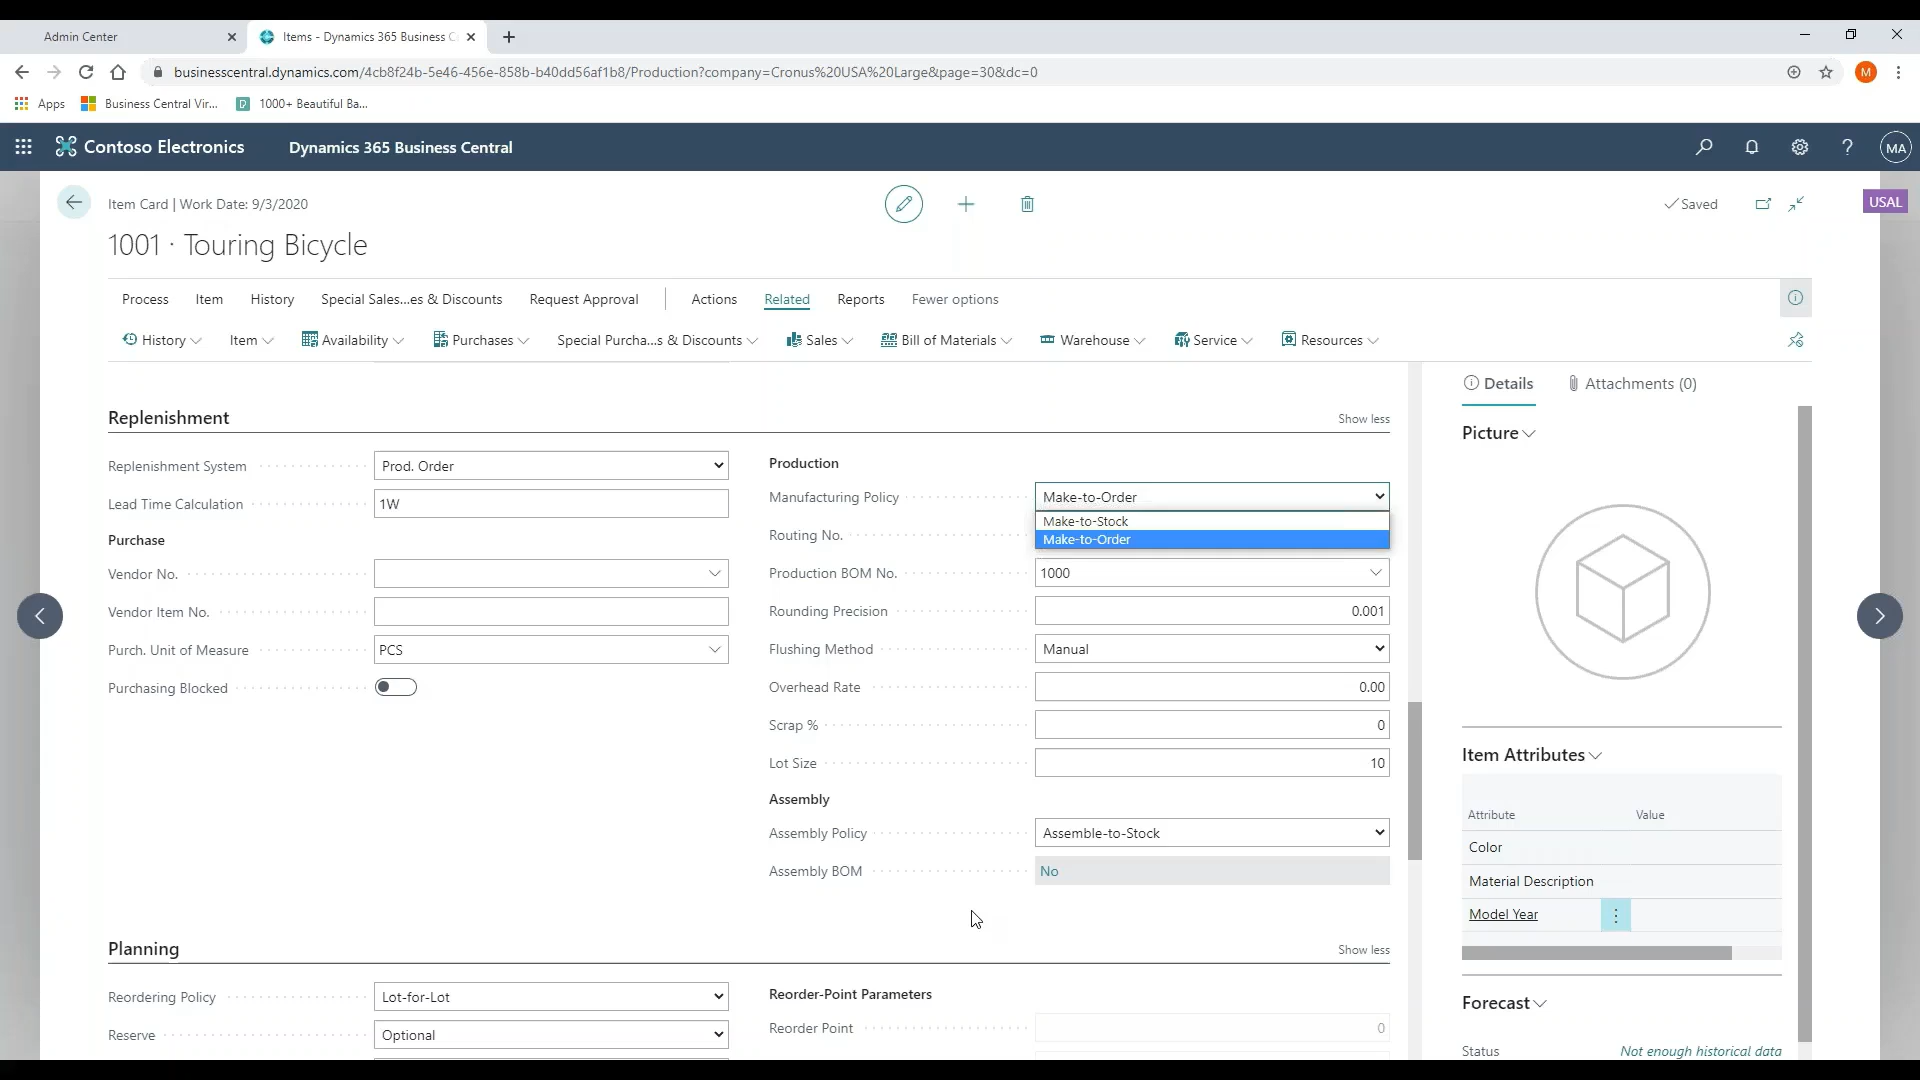 Admin Center
Items - Dynamics 365 Business C
businesscentral.dynamics.com/4cb8f24b-5e46-456e-858b-b40dd56af1b8/Production?company=Cronus%20USA%20Large&page=30&dc=0
M
Apps
Business Central Vir...
1000+ Beautiful Ba...
Contoso Electronics
Dynamics 365 Business Central
MA
Item Card | Work Date: 9/3/2020
Saved
USAL
1001 · Touring Bicycle
Process
Item
History
Special Sales...es & Discounts
Request Approval
Actions
Related
Reports
Fewer options
History
Item
Availability
Purchases
Special Purcha...s & Discounts
Sales
Bill of Materials
Warehouse
Service
Resources
Replenishment
Show less
Replenishment System
Prod. Order
Lead Time Calculation
1W
Purchase
Vendor No.
Vendor Item No.
Purch. Unit of Measure
PCS
Purchasing Blocked
Production
Manufacturing Policy
Make-to-Order
Make-to-Stock
Make-to-Order
Routing No.
Production BOM No.
1000
Rounding Precision
0.001
Flushing Method
Manual
Overhead Rate
0.00
Scrap %
0
Lot Size
10
Assembly
Assembly Policy
Assemble-to-Stock
Assembly BOM
No
Planning
Show less
Reordering Policy
Lot-for-Lot
Reserve
Optional
Reorder-Point Parameters
Reorder Point
0
Details
Attachments (0)
Picture
Item Attributes
Attribute
Value
Color
Material Description
Model Year
Forecast
Status
Not enough historical data